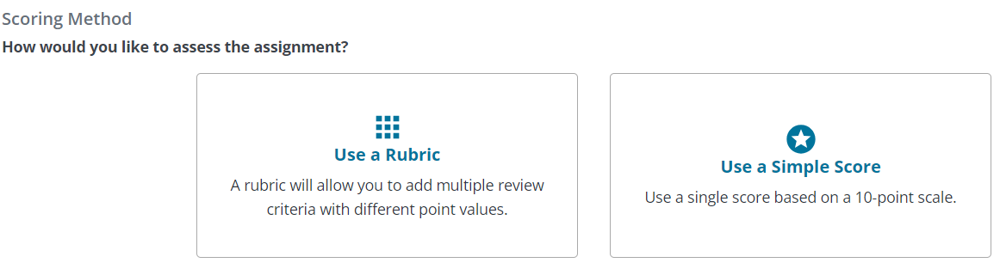 Scoring Method
How would you like to assess the assignment?
Use a Rubric
A rubric will allow you to add multiple review
criteria with different point values.
Use a Simple Score
Use a single score based on a 10-point scale.